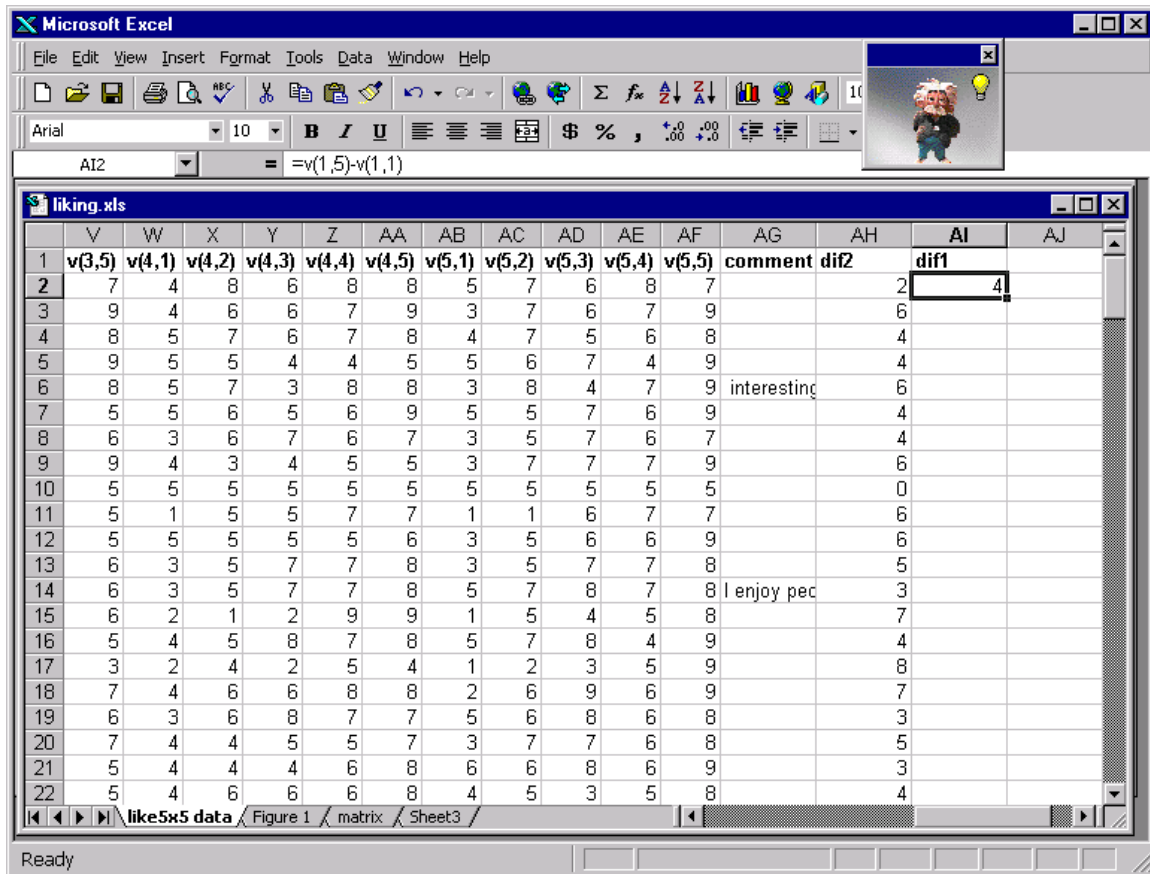 Microsoft Excel
File Edit View Insert Format Tools Data Window Help
ABC Σ fx A Z Z A 10
Arial 10 B I U a $ % , .0 .00 .00 .0
AI2 = =v(1,5)-v(1,1)
liking.xls
V W X Y Z AA AB AC AD AE AF AG AH AI AJ
1 v(3,5) v(4,1) v(4,2) v(4,3) v(4,4) v(4,5) v(5,1) v(5,2) v(5,3) v(5,4) v(5,5) comment dif2 dif1
2 7 4 8 6 8 8 5 7 6 8 7 2 4
3 9 4 6 6 7 9 3 7 6 7 9 6
4 8 5 7 6 7 8 4 7 5 6 8 4
5 9 5 5 4 4 5 5 6 7 4 9 4
6 8 5 7 3 8 8 3 8 4 7 9 interesting 6
7 5 5 6 5 6 9 5 5 7 6 9 4
8 6 3 6 7 6 7 3 5 7 6 7 4
9 9 4 3 4 5 5 3 7 7 7 9 6
10 5 5 5 5 5 5 5 5 5 5 5 0
11 5 1 5 5 7 7 1 1 6 7 7 6
12 5 5 5 5 5 6 3 5 6 6 9 6
13 6 3 5 7 7 8 3 5 7 7 8 5
14 6 3 5 7 7 8 5 7 8 7 8 I enjoy pec 3
15 6 2 1 2 9 9 1 5 4 5 8 7
16 5 4 5 8 7 8 5 7 8 4 9 4
17 3 2 4 2 5 4 1 2 3 5 9 8
18 7 4 6 6 8 8 2 6 9 6 9 7
19 6 3 6 8 7 7 5 6 8 6 8 3
20 7 4 4 5 5 7 3 7 7 6 8 5
21 5 4 4 4 6 8 6 6 8 6 9 3
22 5 4 6 6 6 8 4 5 3 5 8 4
like5x5 data Figure 1 matrix Sheet3
Ready